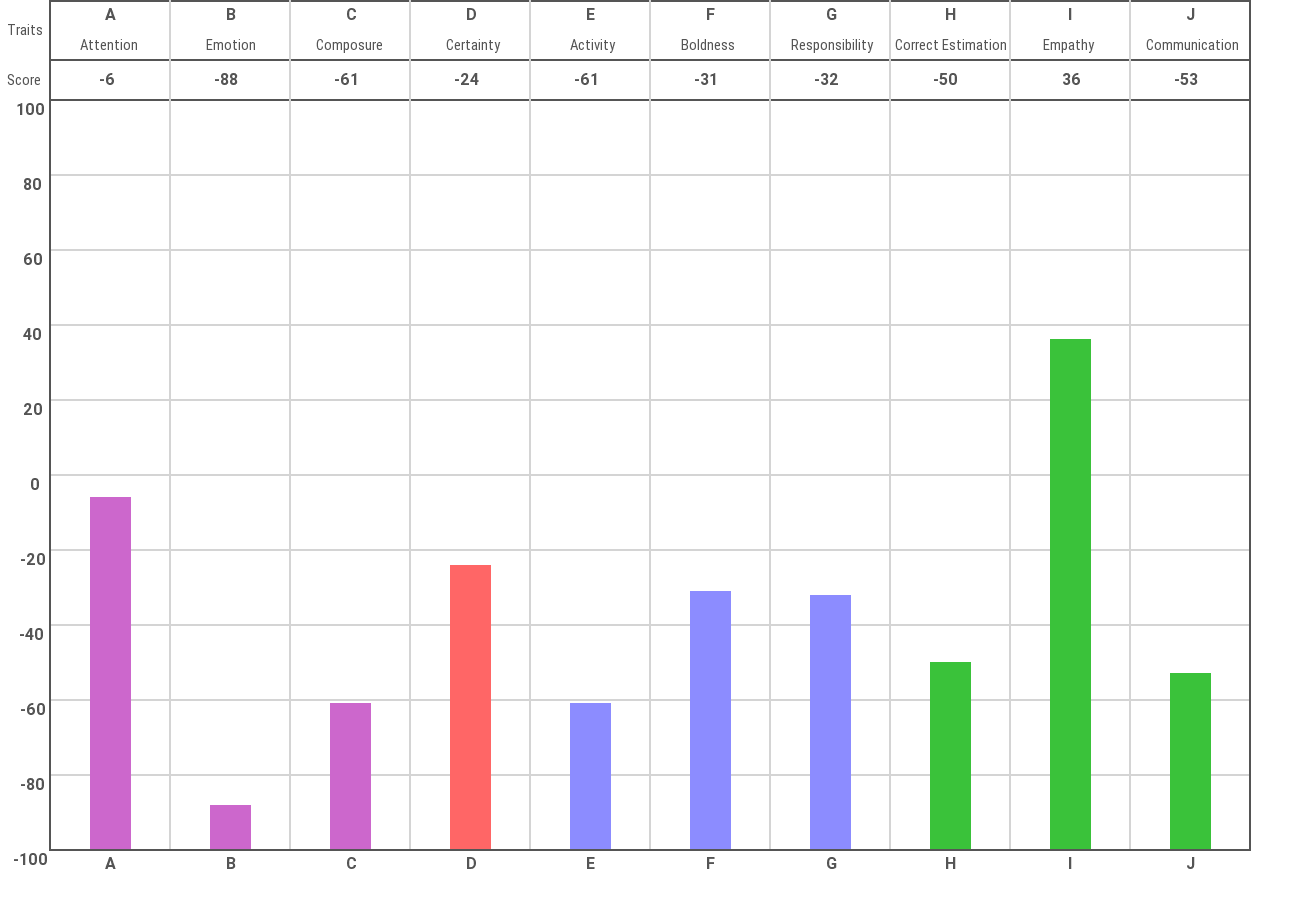 A B C D E F G H I J
Traits
Attention Emotion Composure Certainty Activity Boldness Responsibility Correct Estimation Empathy Communication
Score -6 -88 -61 -24 -61 -31 -32 -50 36 -53
100
80
60
40
20
0
-20
-40
-60
-80
-100
A B C D E F G H I J